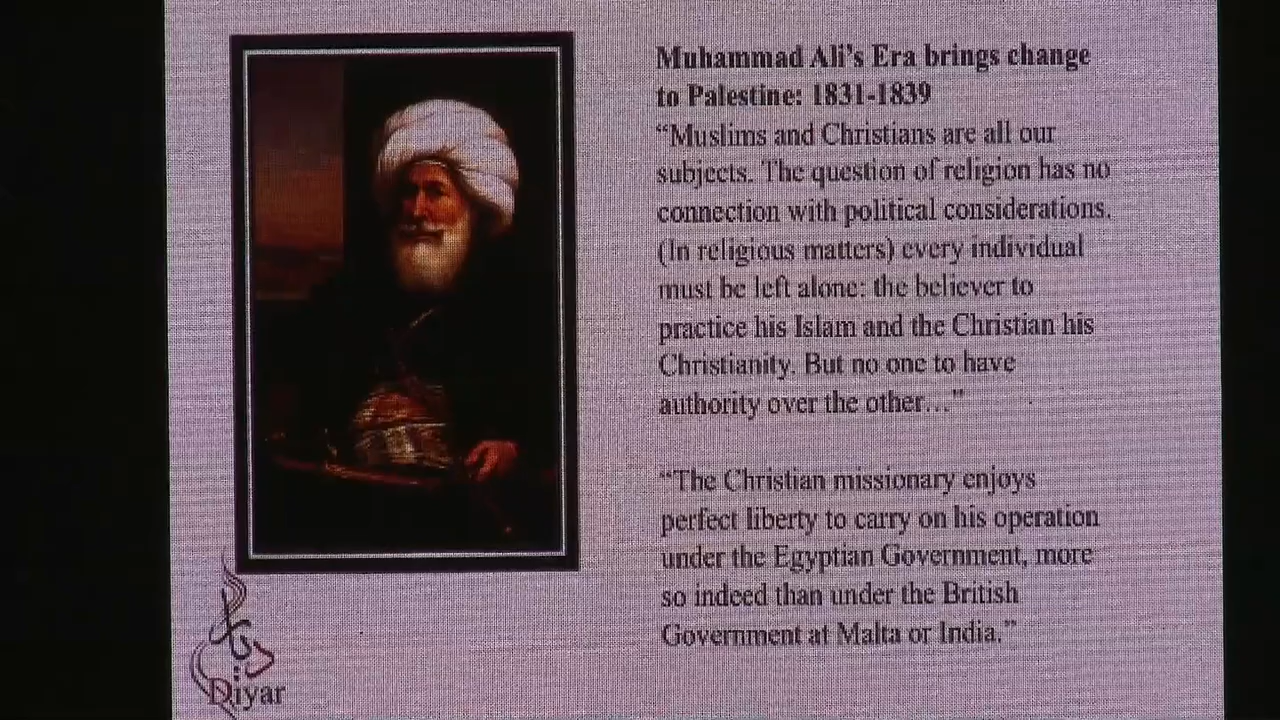 Muhammad Ali's Era brings change
to Palestine: 1831-1839
“Muslims and Christians are all our
subjects. The question of religion has no
connection with political considerations.
(In religious matters) every individual
must be left alone: the believer to
practice his Islam and the Christian his
Christianity. But no one to have
authority over the other…”
“The Christian missionary enjoys
perfect liberty to carry on his operation
under the Egyptian Government, more
so indeed than under the British
Government at Malta or India.”
ديار
Diyar